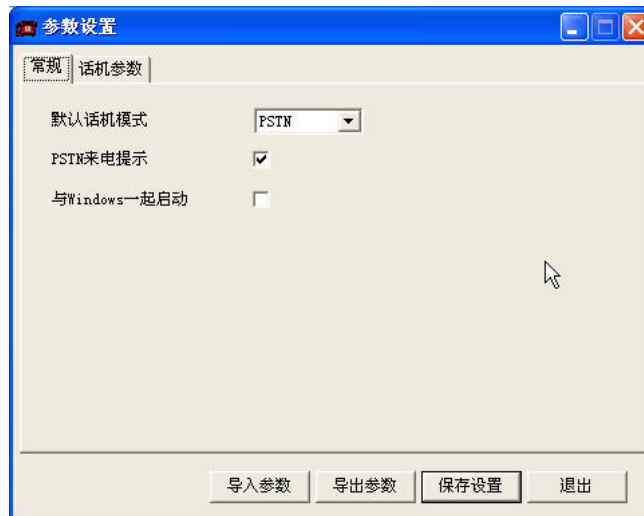 参数设置
常规 话机参数
默认话机模式 PSTN
PSTN来电提示
与Windows一起启动
导入参数 导出参数 保存设置 退出